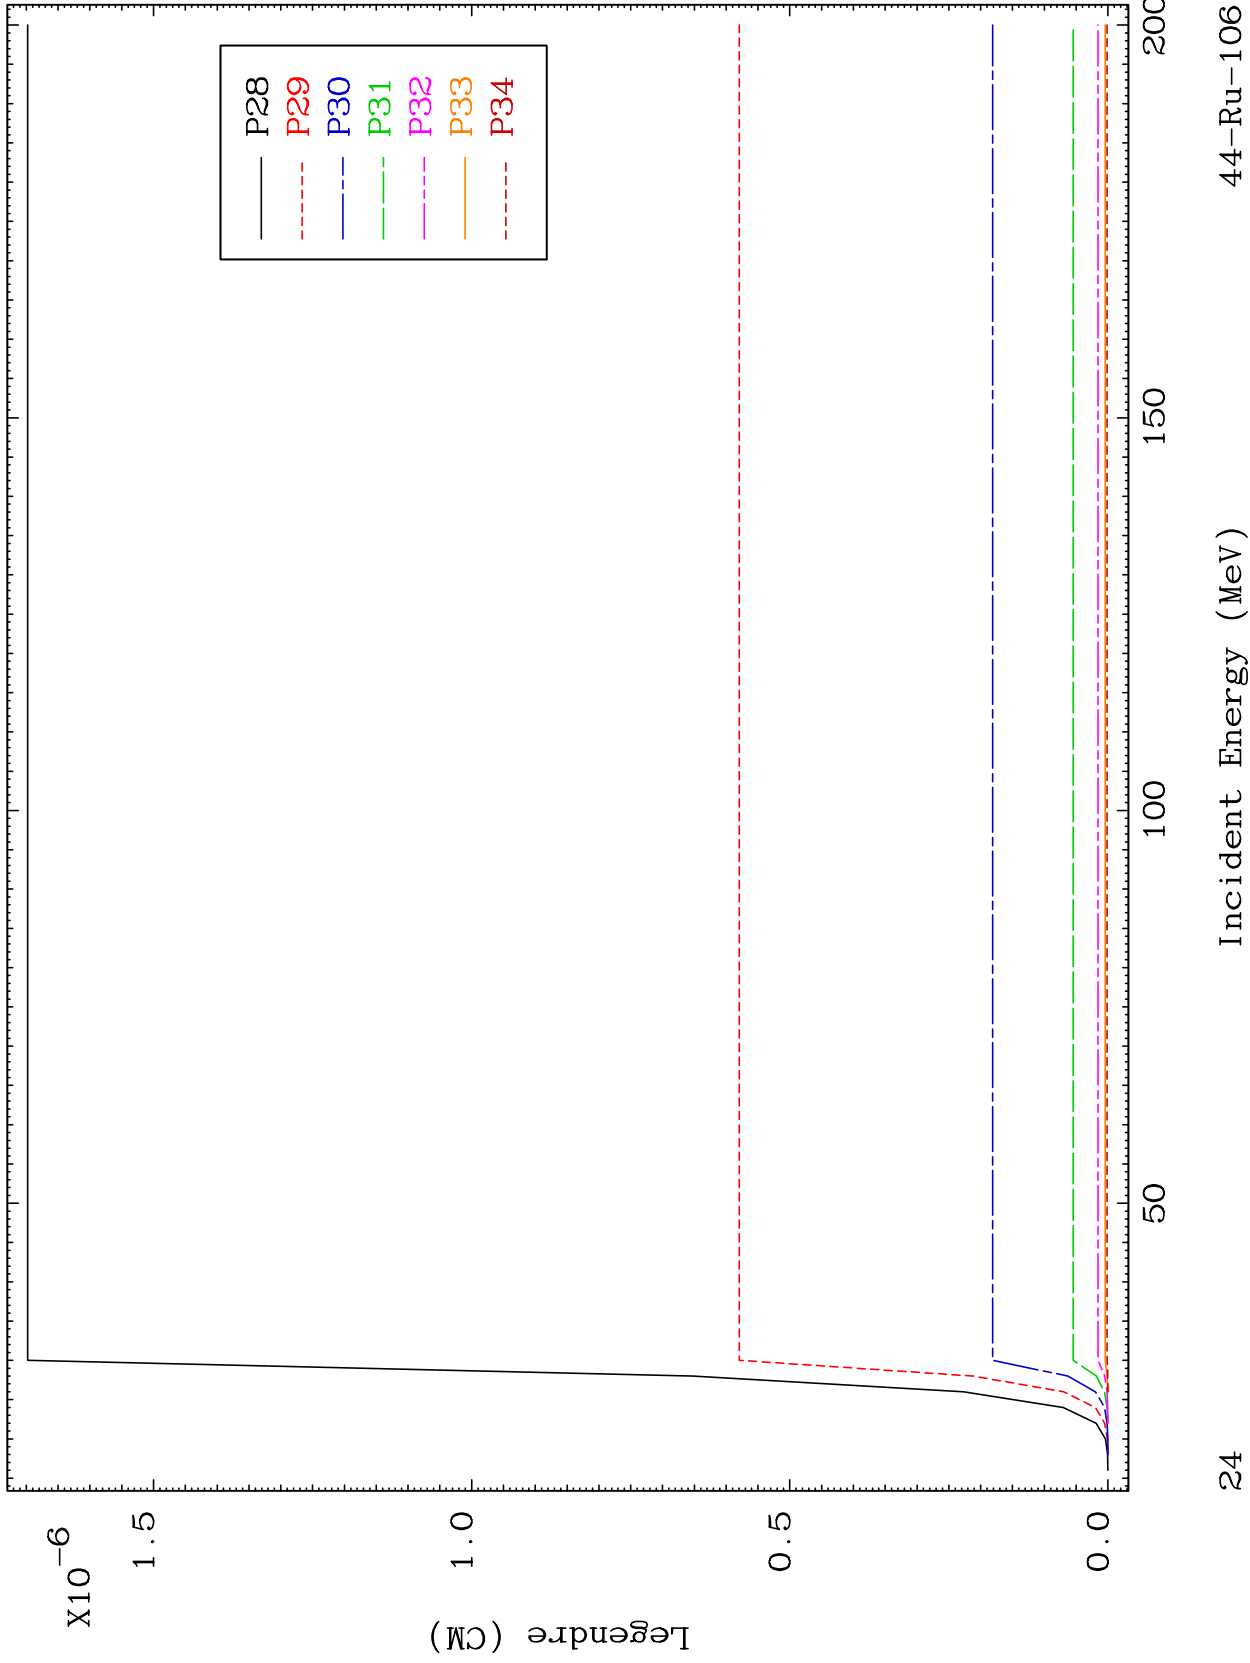 X10-6
1.5
1.0
0.5
0.0
Legendre (CM)
P28
P29
P30
P31
P32
P33
P34
50
100
150
200
Incident Energy (MeV)
24
44-Ru-106